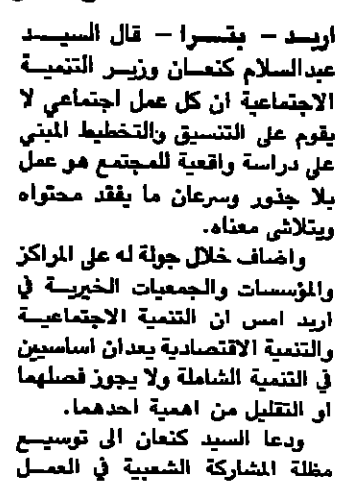 اربد – بترا – قال السيد
عبدالسلام كنعان وزير التنمية
الاجتماعية ان كل عمل اجتماعي لا
يقوم على التنسيق والتخطيط المبني
على دراسة واقعية للمجتمع هو عمل
بلا جذور وسرعان ما يفقد محتواه
ويتلاشى معناه.
واضاف خلال جولة له على المراكز
والمؤسسات والجمعيات الخيرية في
اربد امس ان التنمية الاجتماعية
والتنمية الاقتصادية يعدان اساسيين
في التنمية الشاملة ولا يجوز فصلهما
او التقليل من اهمية احدهما.
ودعا السيد كنعان الى توسيع
مظلة المشاركة الشعبية في العمل